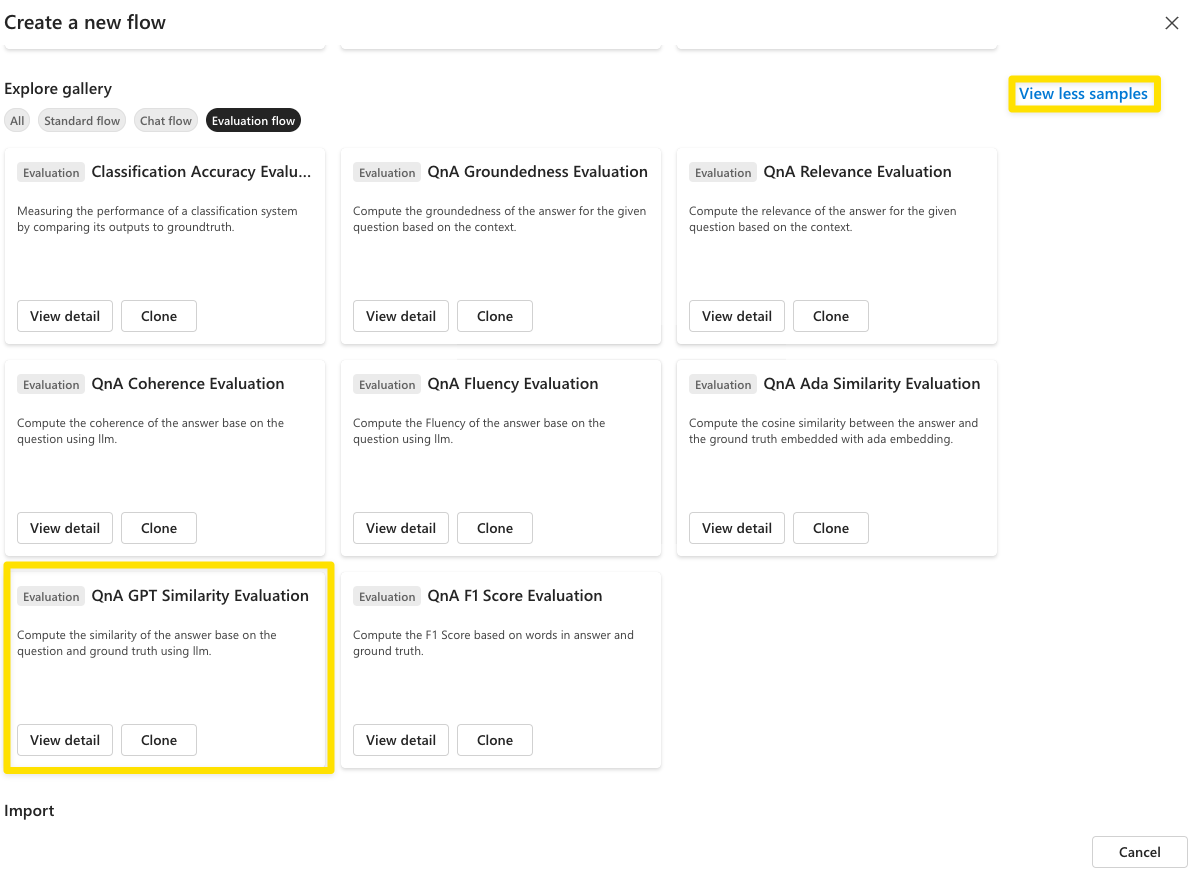 Create a new flow
Explore gallery
View less samples
All
Standard flow
Chat flow
Evaluation flow
Evaluation
Classification Accuracy Evalu...
Measuring the performance of a classification system
by comparing its outputs to groundtruth.
View detail
Clone
Evaluation
QnA Groundedness Evaluation
Compute the groundedness of the answer for the given
question based on the context.
View detail
Clone
Evaluation
QnA Relevance Evaluation
Compute the relevance of the answer for the given
question based on the context.
View detail
Clone
Evaluation
QnA Coherence Evaluation
Compute the coherence of the answer base on the
question using llm.
View detail
Clone
Evaluation
QnA Fluency Evaluation
Compute the Fluency of the answer base on the
question using llm.
View detail
Clone
Evaluation
QnA Ada Similarity Evaluation
Compute the cosine similarity between the answer and
the ground truth embedded with ada embedding.
View detail
Clone
Evaluation
QnA GPT Similarity Evaluation
Compute the similarity of the answer base on the
question and ground truth using llm.
View detail
Clone
Evaluation
QnA F1 Score Evaluation
Compute the F1 Score based on words in answer and
ground truth.
View detail
Clone
Import
Cancel